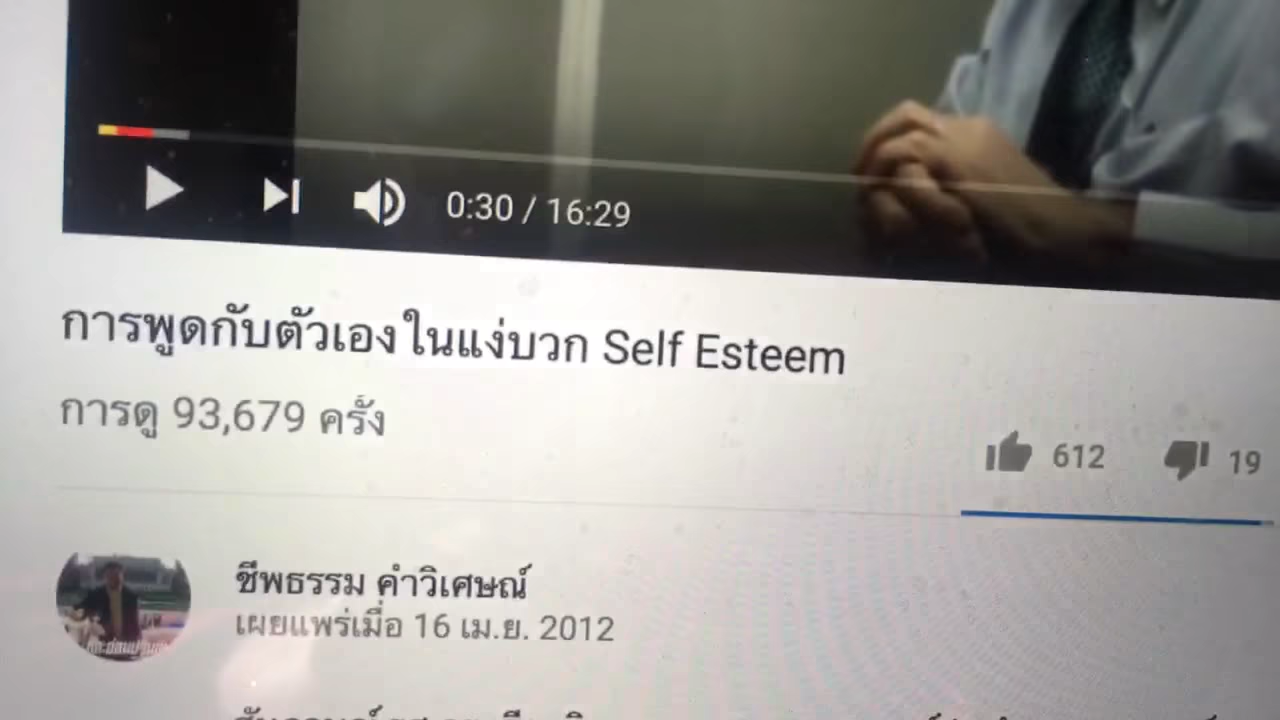 0:30 / 16:29
การพูดกับตัวเองในแง่บวก Self Esteem
การดู 93,679 ครั้ง
612
19
ชีพธรรม คำวิเศษณ์
เผยแพร่เมื่อ 16 เม.ย. 2012